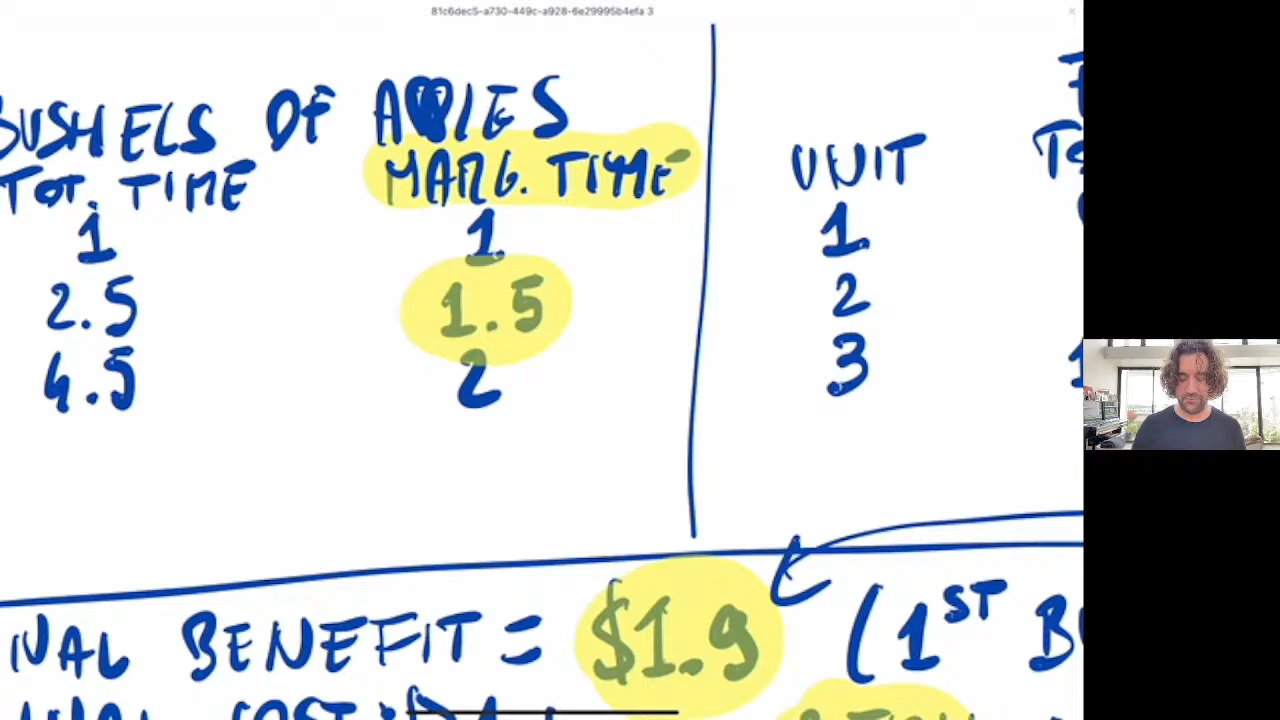 81c6dec5-a730-449c-a928-6e29995b4efa 3
BUSHELS OF APPLES
TOT. TIME MARG. TIME
1 1
2.5 1.5
4.5 2
UNIT
1
2
3
NAL BENEFIT = $1.9 (1ST B